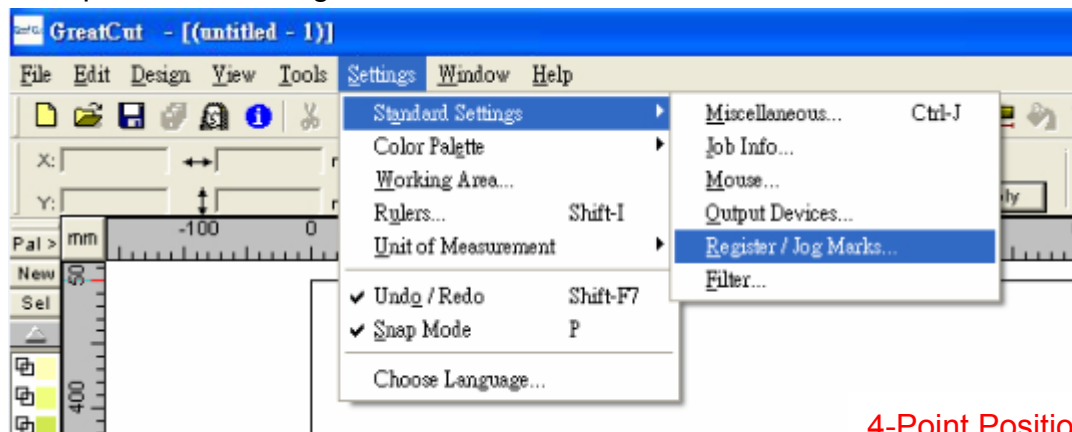 GreatCut - [(untitled - 1)]
File Edit Design View Tools Settings Window Help
Standard Settings
Color Palette
Working Area...
Rulers... Shift-I
Unit of Measurement
Undo / Redo Shift-F7
Snap Mode P
Choose Language...
Miscellaneous... Ctrl-J
Job Info...
Mouse...
Output Devices...
Register / Jog Marks...
Filter...
X:
Y:
Pal > mm -100 0
New 50
Sel
400
4-Point Positio